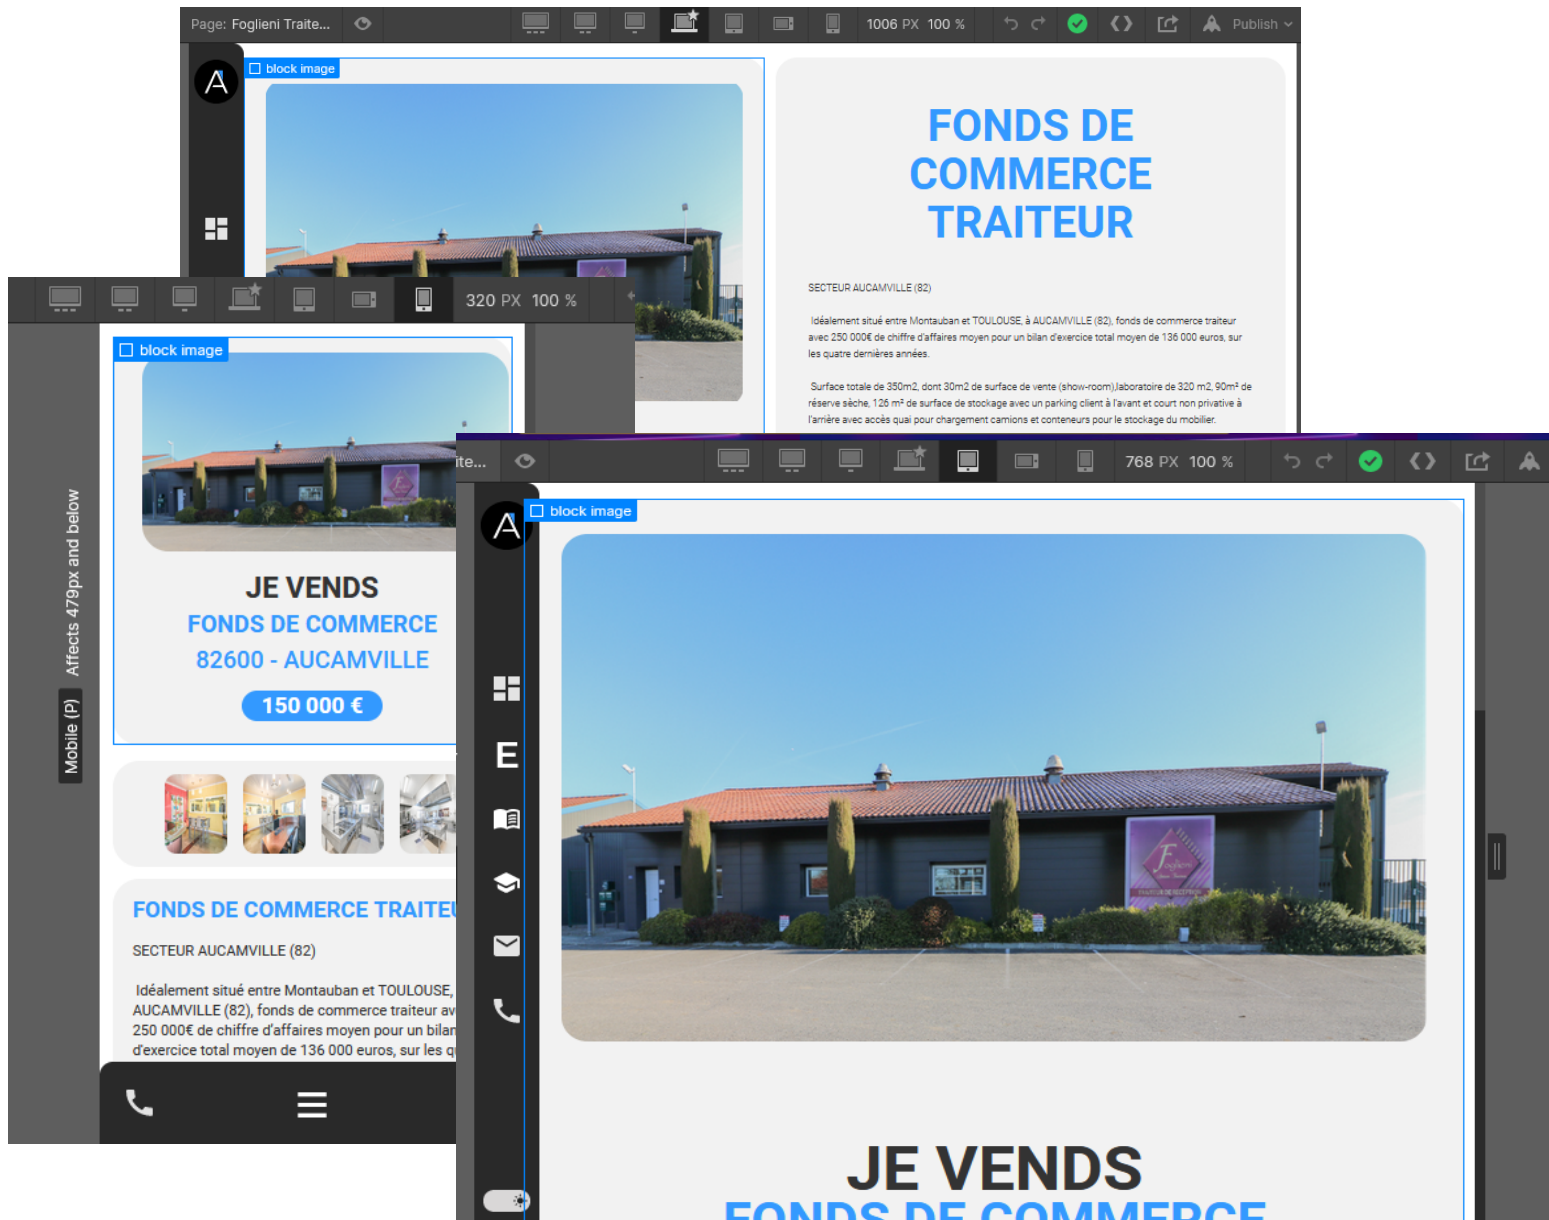 Page: Foglieni Traite...
1006 PX 100 %
Publish
block image
FONDS DE
COMMERCE
TRAITEUR
SECTEUR AUCAMVILLE (82)
Idéalement situé entre Montauban et TOULOUSE, à AUCAMVILLE (82), fonds de commerce traiteur
avec 250 000€ de chiffre d'affaires moyen pour un bilan d'exercice total moyen de 136 000 euros, sur
les quatre dernières années.
Surface totale de 350m2, dont 30m2 de surface de vente (show-room),laboratoire de 320 m2, 90m² de
réserve sèche, 126 m² de surface de stockage avec un parking client à l'avant et court non privative à
l'arrière avec accès quai pour chargement camions et conteneurs pour le stockage du mobilier.
320 PX 100 %
block image
Mobile (P) Affects 479px and below
JE VENDS
FONDS DE COMMERCE
82600 - AUCAMVILLE
150 000 €
FONDS DE COMMERCE TRAITEU
SECTEUR AUCAMVILLE (82)
Idéalement situé entre Montauban et TOULOUSE,
AUCAMVILLE (82), fonds de commerce traiteur av
250 000€ de chiffre d'affaires moyen pour un bilan
d'exercice total moyen de 136 000 euros, sur les q
ite...
768 PX 100 %
block image
A
E
Foglieni
TRAITEUR DE RECEPTION
JE VENDS
FONDS DE COMMERCE